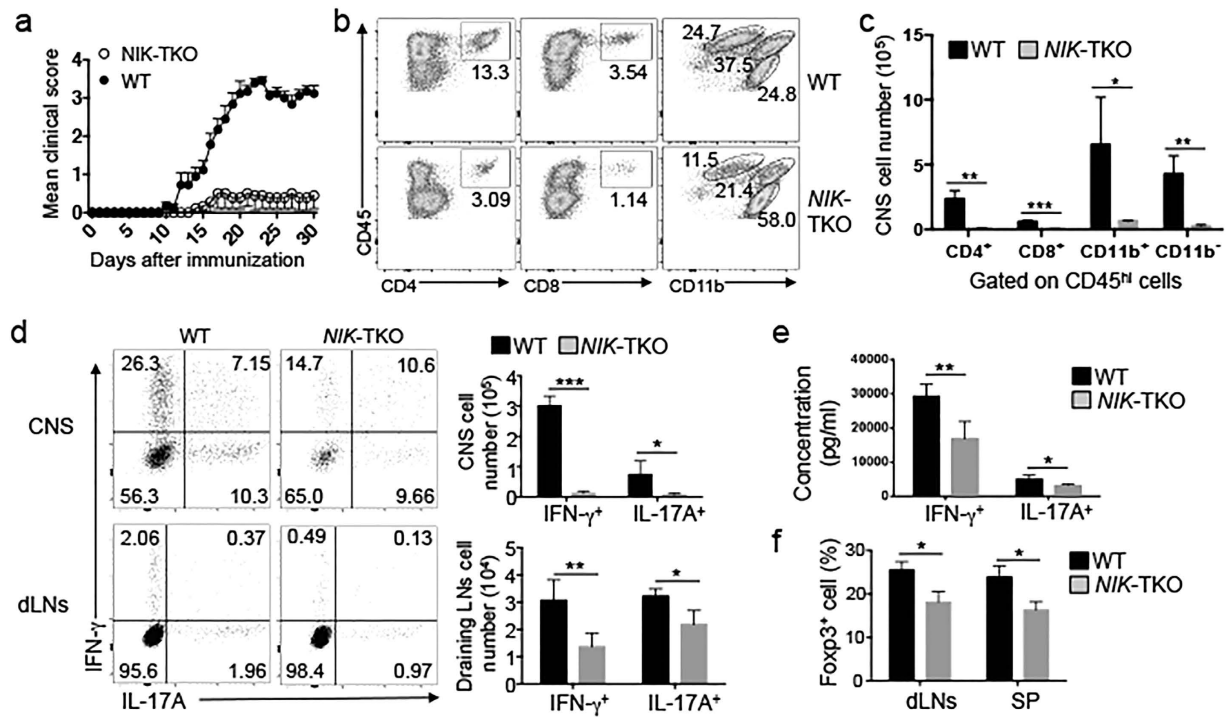 a
NIK-TKO
WT
Mean clinical score
4
3
2
1
0
0 5 10 15 20 25 30
Days after immunization
b
24.7
13.3 3.54 37.5
24.8
WT
11.5
3.09 1.14 21.4
58.0
NIK-
TKO
CD45
CD4 CD8 CD11b
c
WT NIK-TKO
CNS cell number (10⁵)
15
10
5
0
** *** * **
CD4⁺ CD8⁺ CD11b⁺ CD11b⁻
Gated on CD45ʰⁱ cells
d
WT NIK-TKO
CNS
26.3 7.15 14.7 10.6
56.3 10.3 65.0 9.66
dLNs
2.06 0.37 0.49 0.13
95.6 1.96 98.4 0.97
IFN-γ
IL-17A
WT NIK-TKO
CNS cell
number (10⁵)
4
3
2
1
0
*** *
IFN-γ⁺ IL-17A⁺
Draining LNs cell
number (10⁴)
5
4
3
2
1
0
** *
IFN-γ⁺ IL-17A⁺
e
Concentration
(pg/ml)
40000
30000
20000
10000
0
** *
WT
NIK-TKO
IFN-γ⁺ IL-17A⁺
f
Foxp3⁺ cell (%)
30
20
10
0
* *
WT
NIK-TKO
dLNs SP